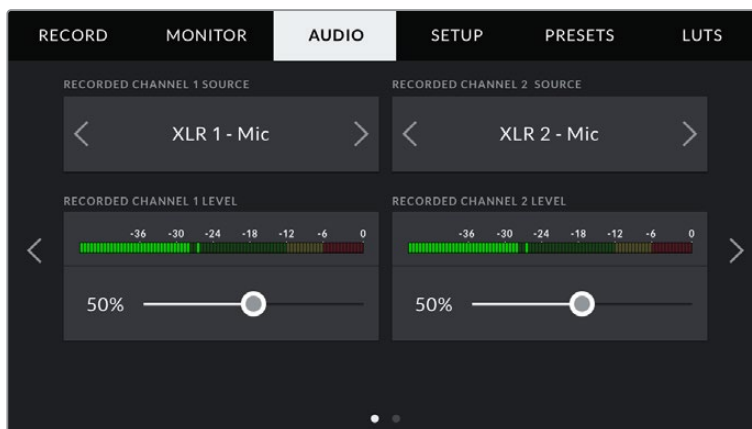 RECORD MONITOR AUDIO SETUP PRESETS LUTS
RECORDED CHANNEL 1 SOURCE
RECORDED CHANNEL 2 SOURCE
XLR 1 - Mic
XLR 2 - Mic
RECORDED CHANNEL 1 LEVEL
RECORDED CHANNEL 2 LEVEL
-36 -30 -24 -18 -12 -6 0
-36 -30 -24 -18 -12 -6 0
50%
50%